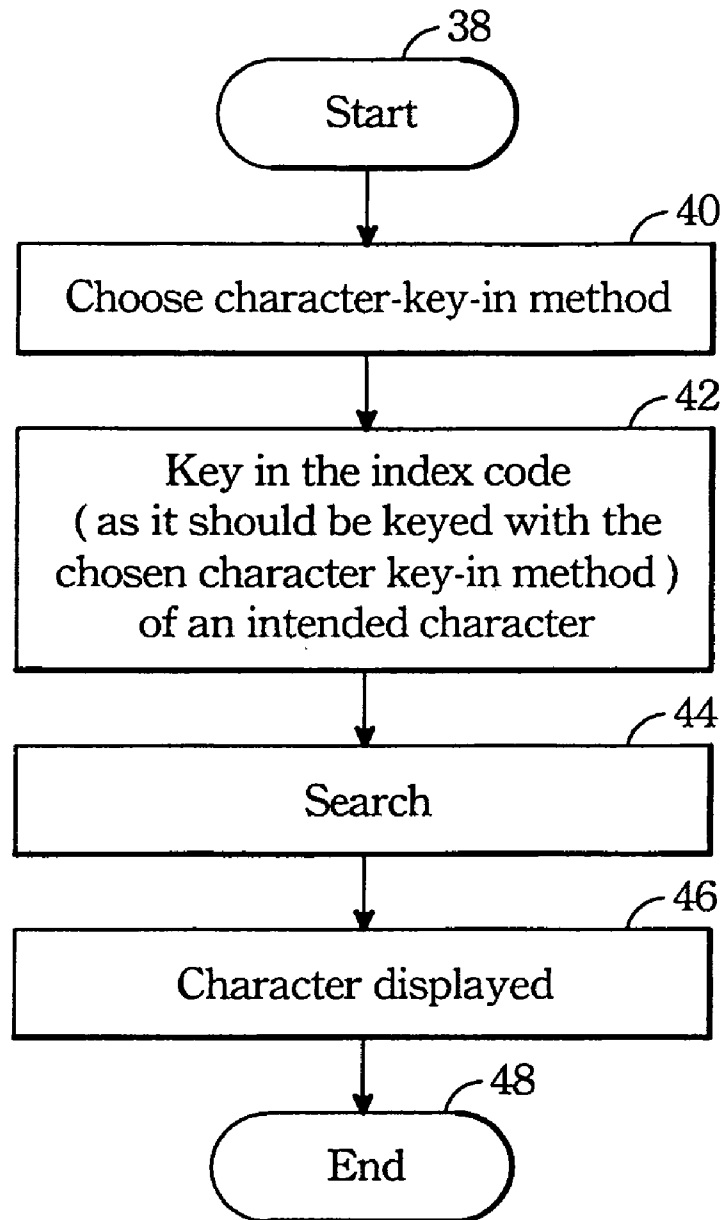 38
Start
40
Choose character-key-in method
42
Key in the index code
( as it should be keyed with the
chosen character key-in method )
of an intended character
44
Search
46
Character displayed
48
End